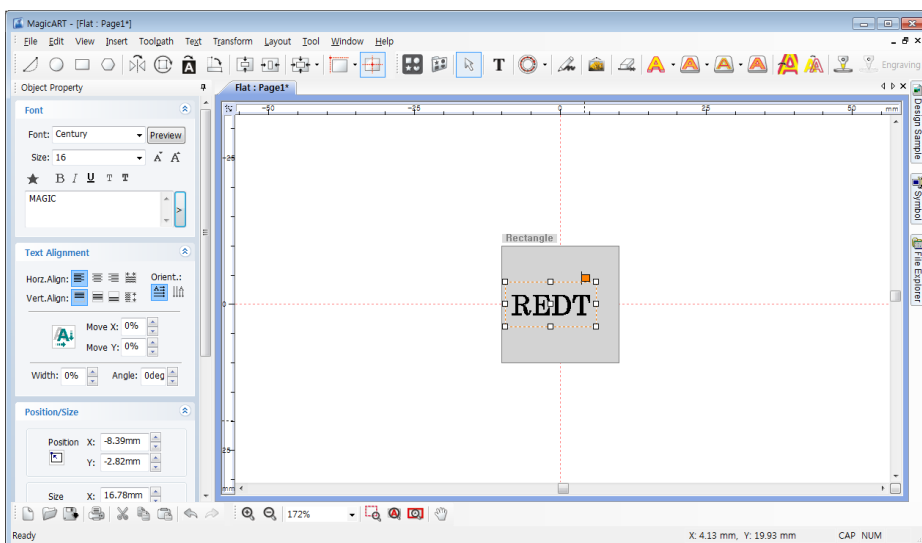 MagicART - [Flat : Page1*]
File Edit View Insert Toolpath Text Transform Layout Tool Window Help
Engraving
Object Property
Flat : Page1*
Font
Font: Century Preview
Size: 16
B I U T T
MAGIC
>
Text Alignment
Horz.Align: Orient.:
Vert.Align:
Move X: 0%
Move Y: 0%
Width: 0% Angle: 0deg
Position/Size
Position X: -8.39mm
Y: -2.82mm
Size X: 16.78mm
-50 -25 0 25 50 mm
-25
0
25
mm
Rectangle
REDT
Design Sample
Symbol
File Explorer
172%
Ready X: 4.13 mm, Y: 19.93 mm CAP NUM